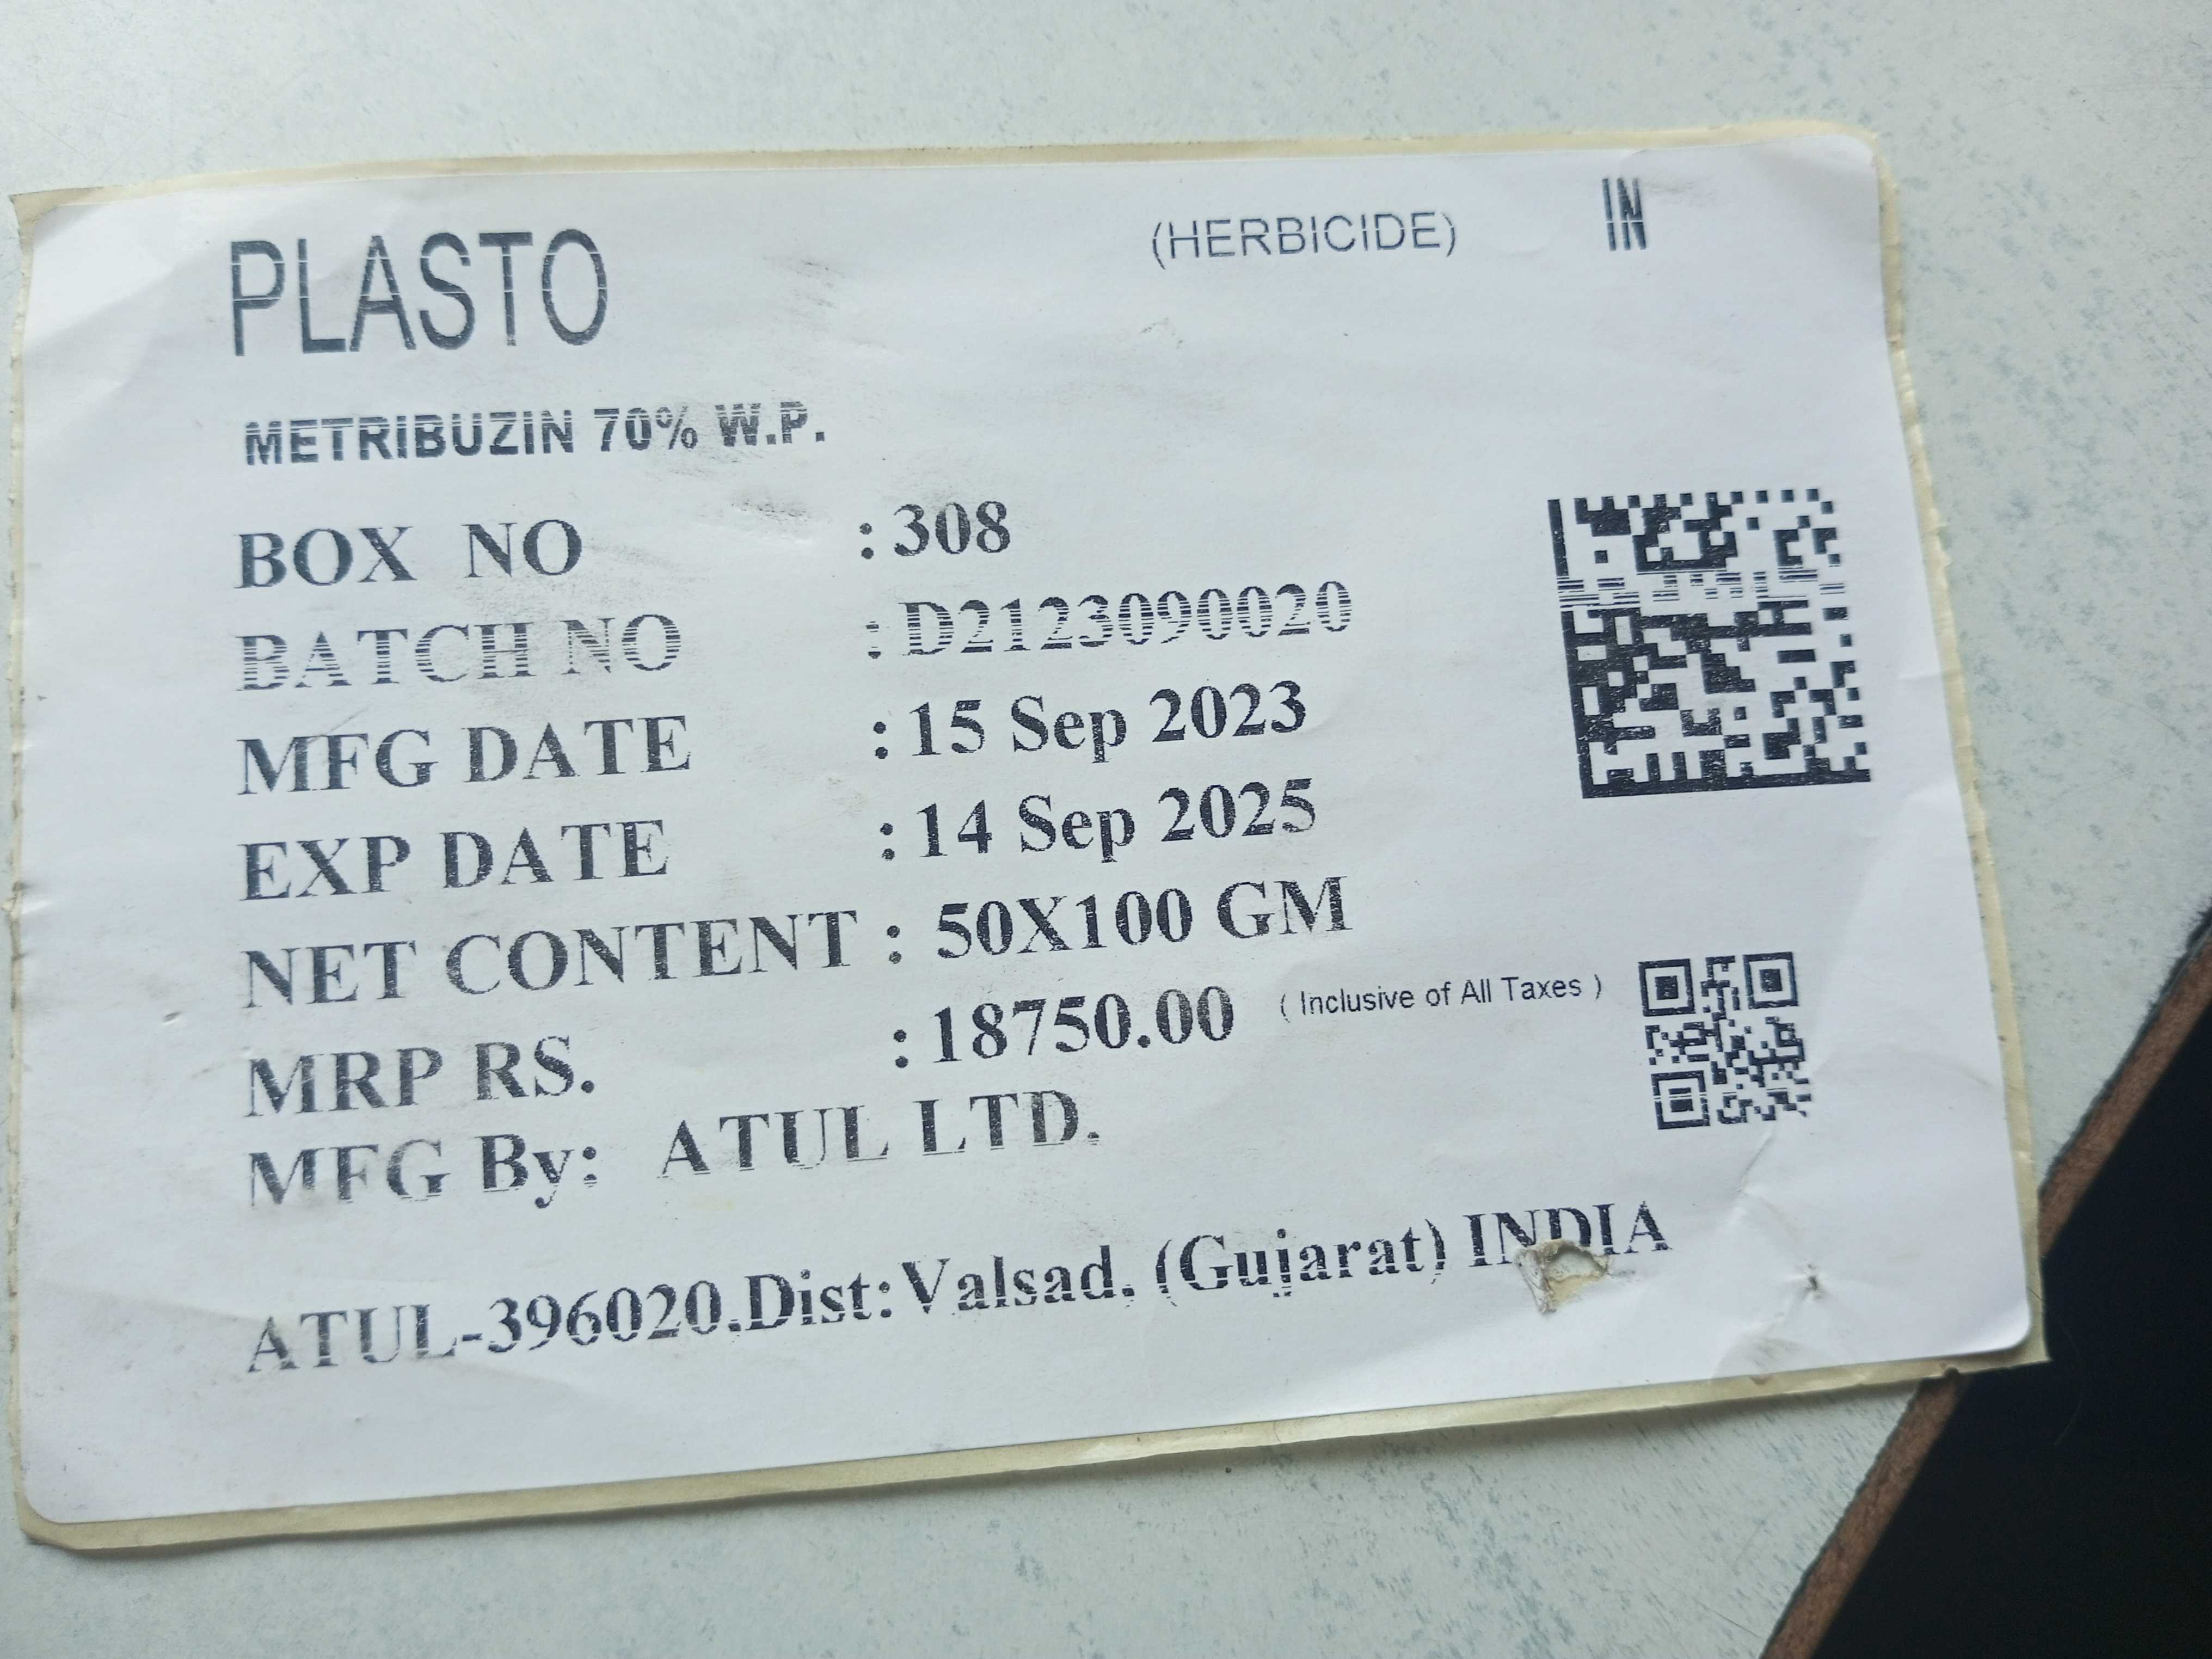 PLASTO (HERBICIDE) IN
METRIBUZIN 70% W.P.
BOX NO : 308
BATCH NO : D2123090020
MFG DATE : 15 Sep 2023
EXP DATE : 14 Sep 2025
NET CONTENT : 50X100 GM
MRP RS. : 18750.00 ( Inclusive of All Taxes )
MFG By: ATUL LTD.
ATUL-396020.Dist:Valsad. (Gujarat) INDIA